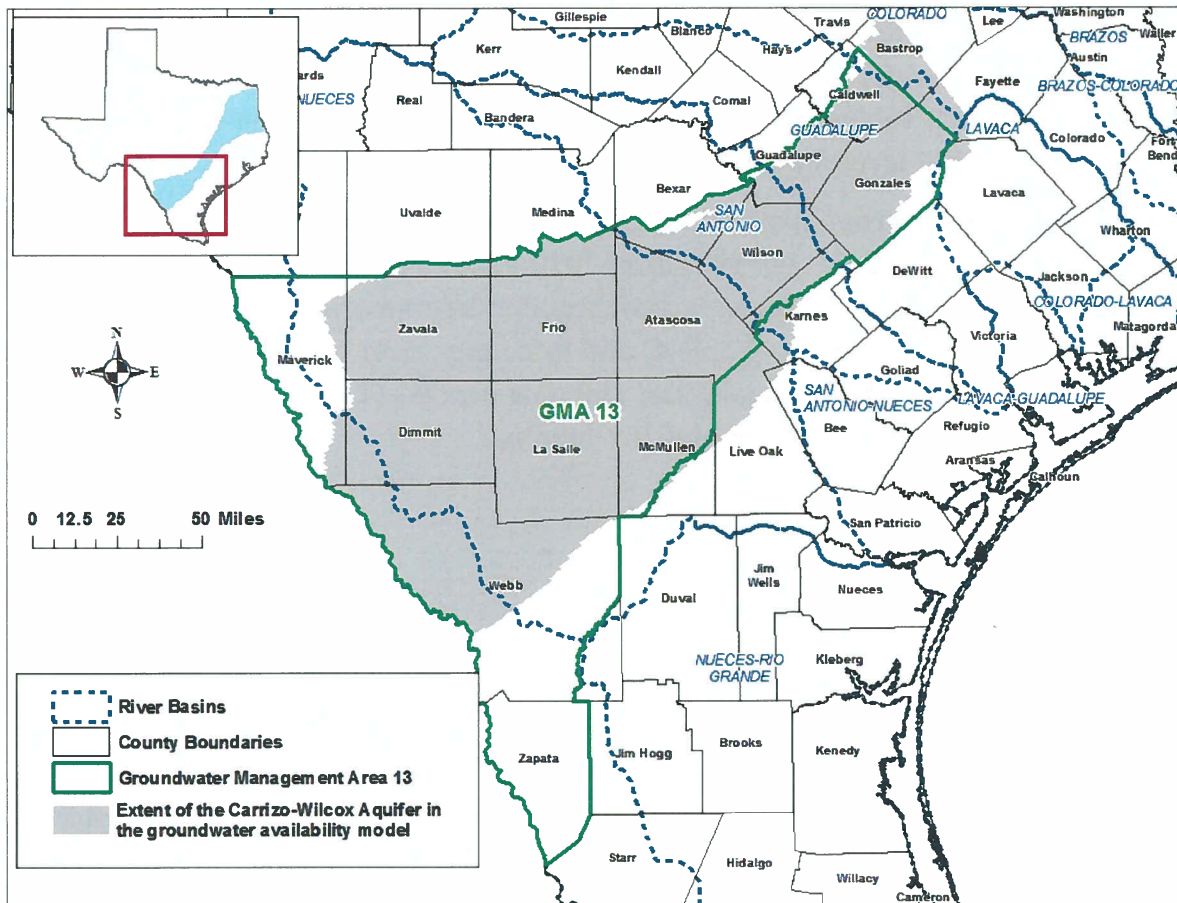 COLORADO
Gillespie
Travis
Lee
Washington
Blanco
BRAZOS
Waller
Kerr
Hays
Bastrop
Austin
ards
Kendall
Fayette
NUECES
Real
Comal
Caldwell
BRAZOS-COLORADO
Bandera
GUADALUPE
LAVACA
Colorado
Fort
Bend
Guadalupe
Bexar
Gonzales
Lavaca
Uvalde
Medina
SAN
ANTONIO
Wharton
Wilson
DeWitt
Jackson
COLORADO-LAVACA
Zavala
Frio
Atascosa
Karnes
Matagorda
Victoria
Maverick
Goliad
N
W E
S
SAN
ANTONIO-NUECES
LAVACA-GUADALUPE
GMA 13
Dimmit
Bee
Refugio
La Salle
McMullen
Live Oak
Aransas
Calhoun
0 12.5 25 50 Miles
San Patricio
Webb
Jim
Wells
Duval
Nueces
NUECES-RIO
GRANDE
Kleberg
River Basins
County Boundaries
Groundwater Management Area 13
Extent of the Carrizo-Wilcox Aquifer in
the groundwater availability model
Zapata
Jim Hogg
Brooks
Kenedy
Starr
Hidalgo
Willacy
Cameron